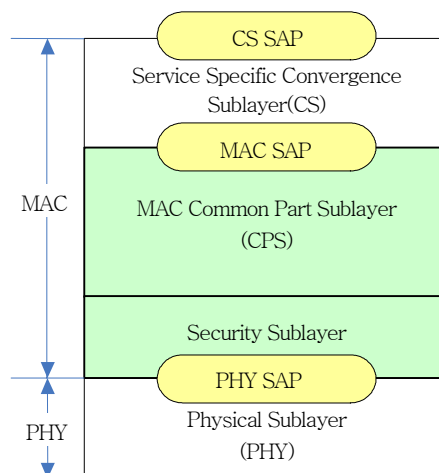 CS SAP
Service Specific Convergence
Sublayer(CS)
MAC SAP
MAC
MAC Common Part Sublayer
(CPS)
Security Sublayer
PHY SAP
Physical Sublayer
PHY
(PHY)